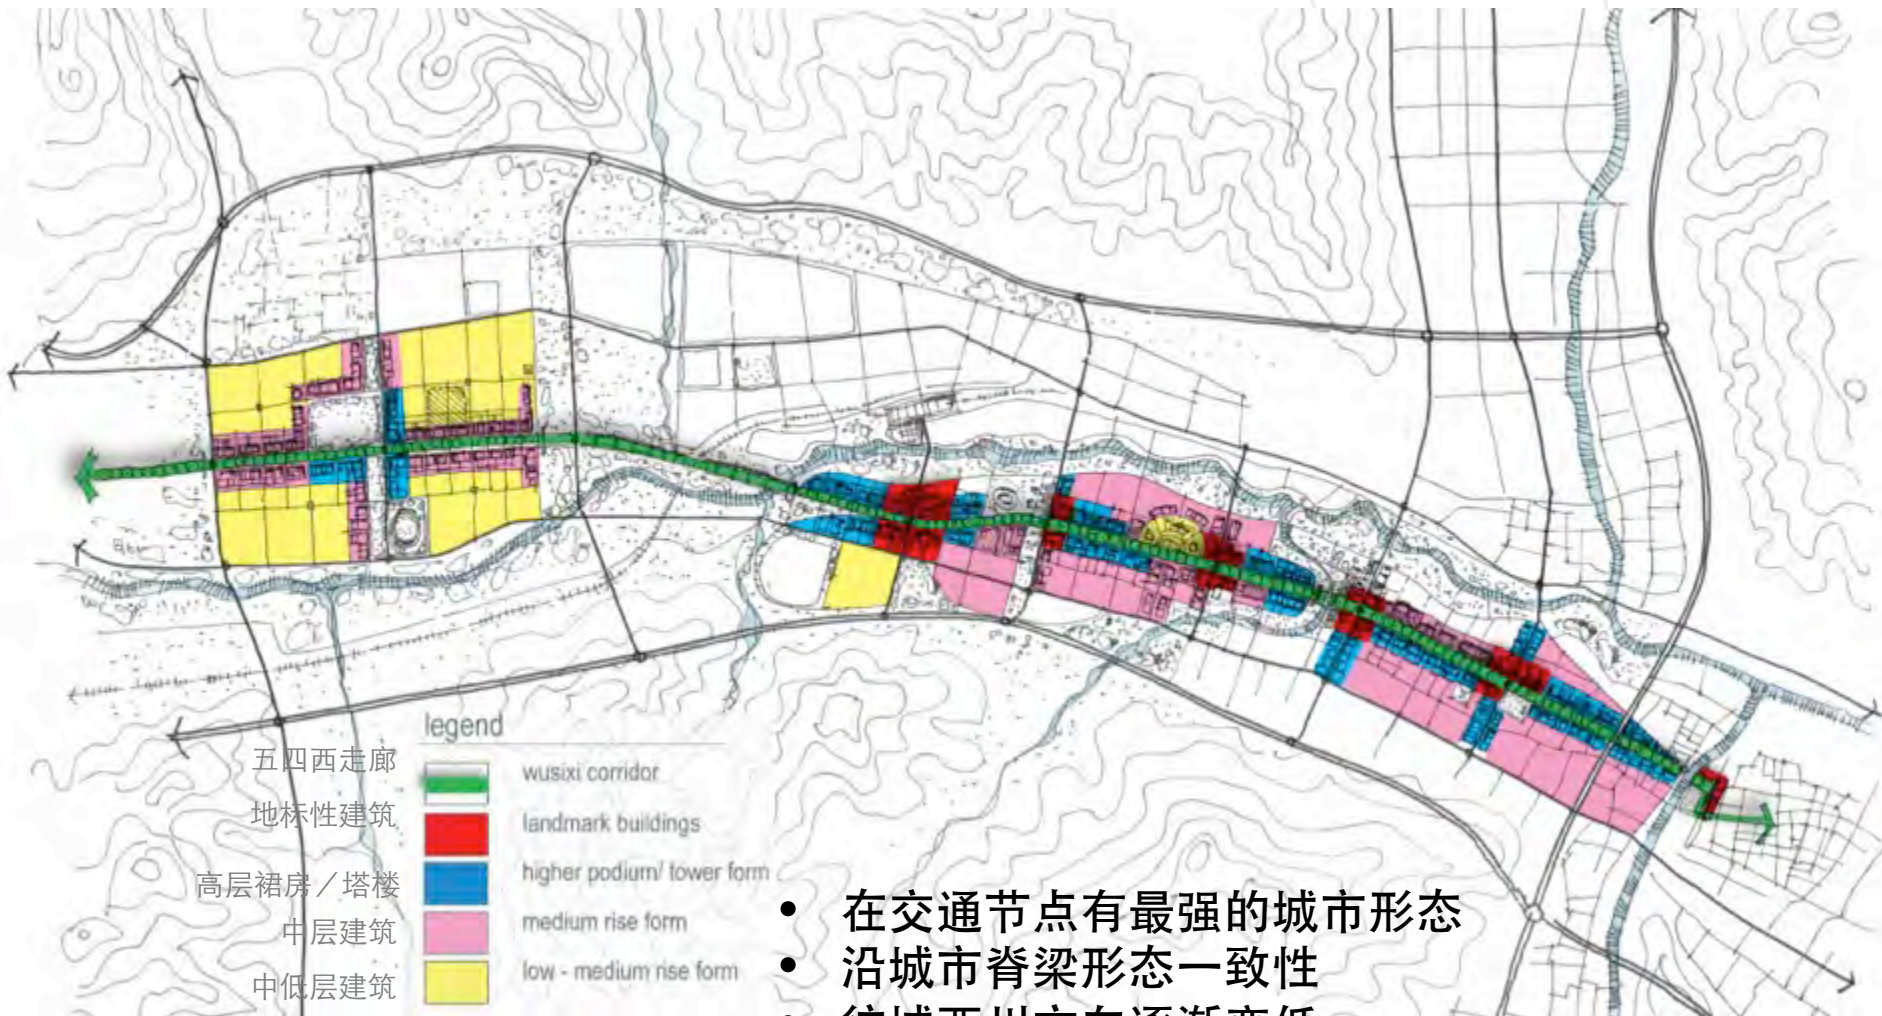 legend
五四西走廊
wusixi corridor
地标性建筑
landmark buildings
高层裙房／塔楼
higher podium/ tower form
中层建筑
medium rise form
中低层建筑
low - medium rise form
• 在交通节点有最强的城市形态
• 沿城市脊梁形态一致性